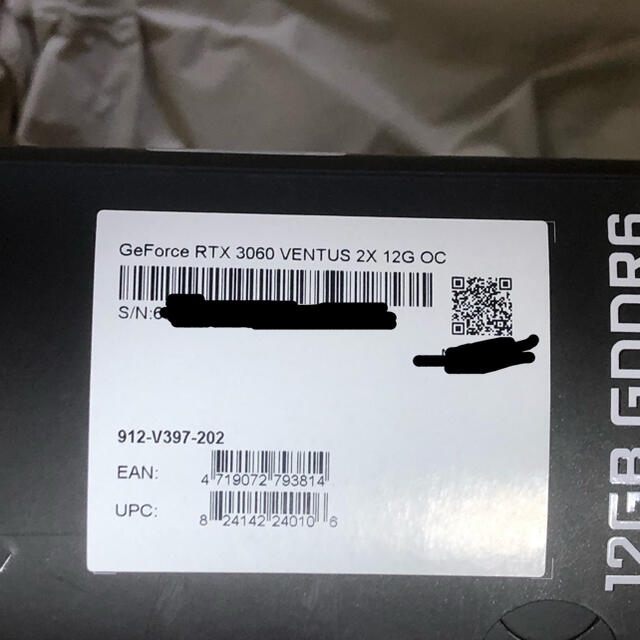 GeForce RTX 3060 VENTUS 2X 12G OC
S/N:6
912-V397-202
EAN:
4 719072 793814
UPC:
8 24142 24010 6
12GB GDDR6